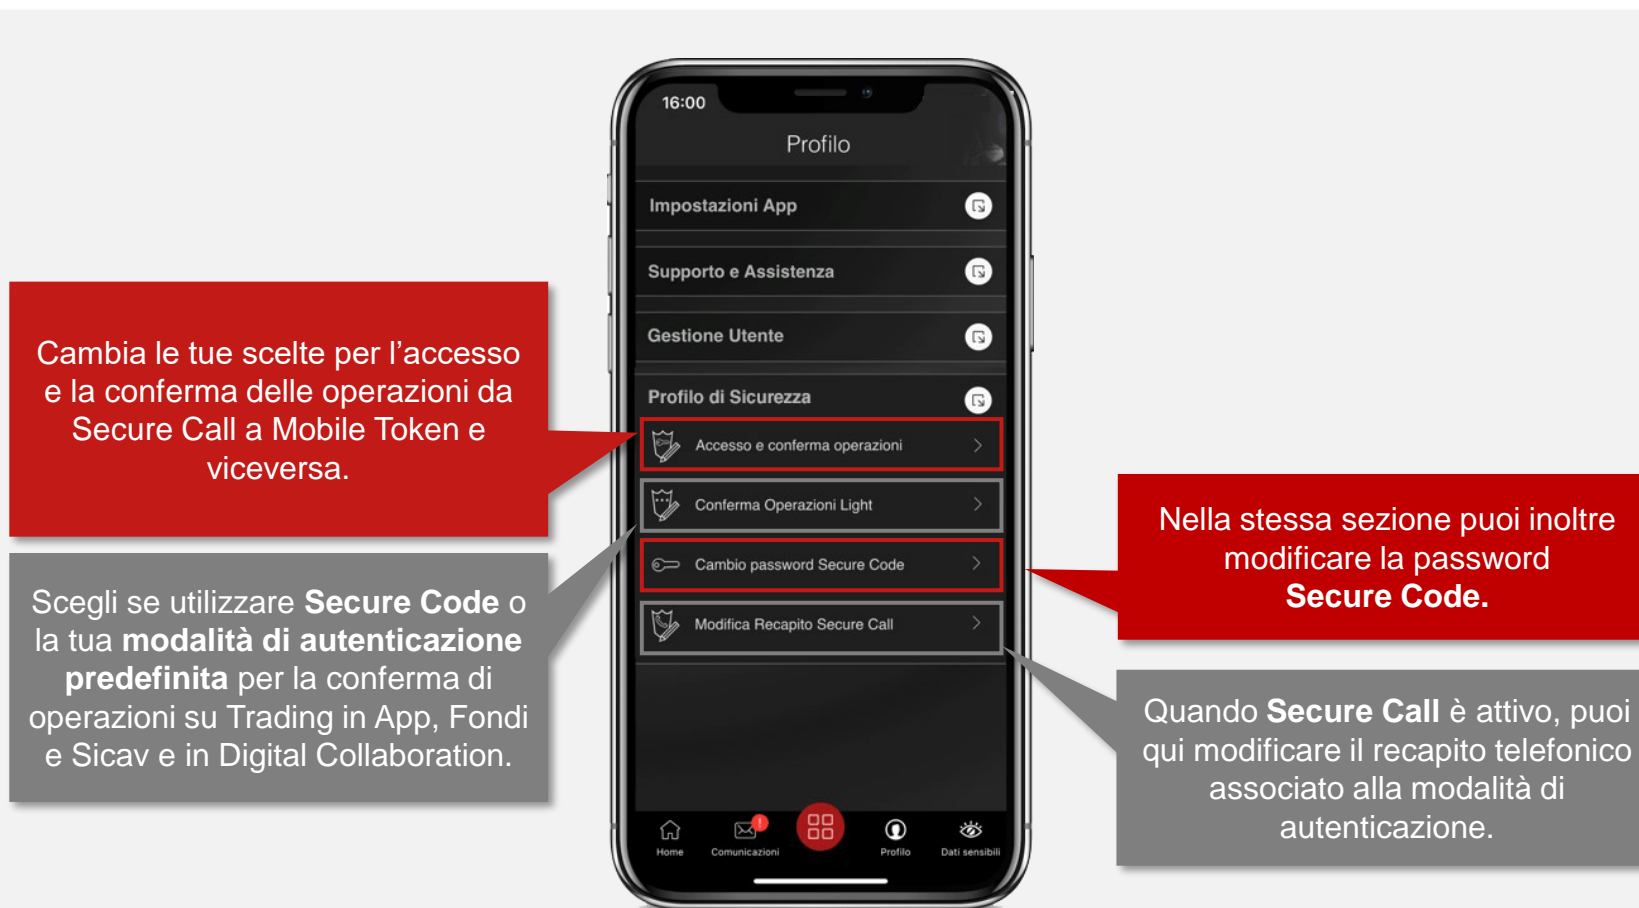 16:00
Profilo
Impostazioni App
Supporto e Assistenza
Gestione Utente
Profilo di Sicurezza
Accesso e conferma operazioni
Conferma Operazioni Light
Cambio password Secure Code
Modifica Recapito Secure Call
Home
Comunicazioni
!
Profilo
Dati sensibili
Cambia le tue scelte per l’accesso
e la conferma delle operazioni da
Secure Call a Mobile Token e
viceversa.
Scegli se utilizzare Secure Code o
la tua modalità di autenticazione
predefinita per la conferma di
operazioni su Trading in App, Fondi
e Sicav e in Digital Collaboration.
Nella stessa sezione puoi inoltre
modificare la password
Secure Code.
Quando Secure Call è attivo, puoi
qui modificare il recapito telefonico
associato alla modalità di
autenticazione.